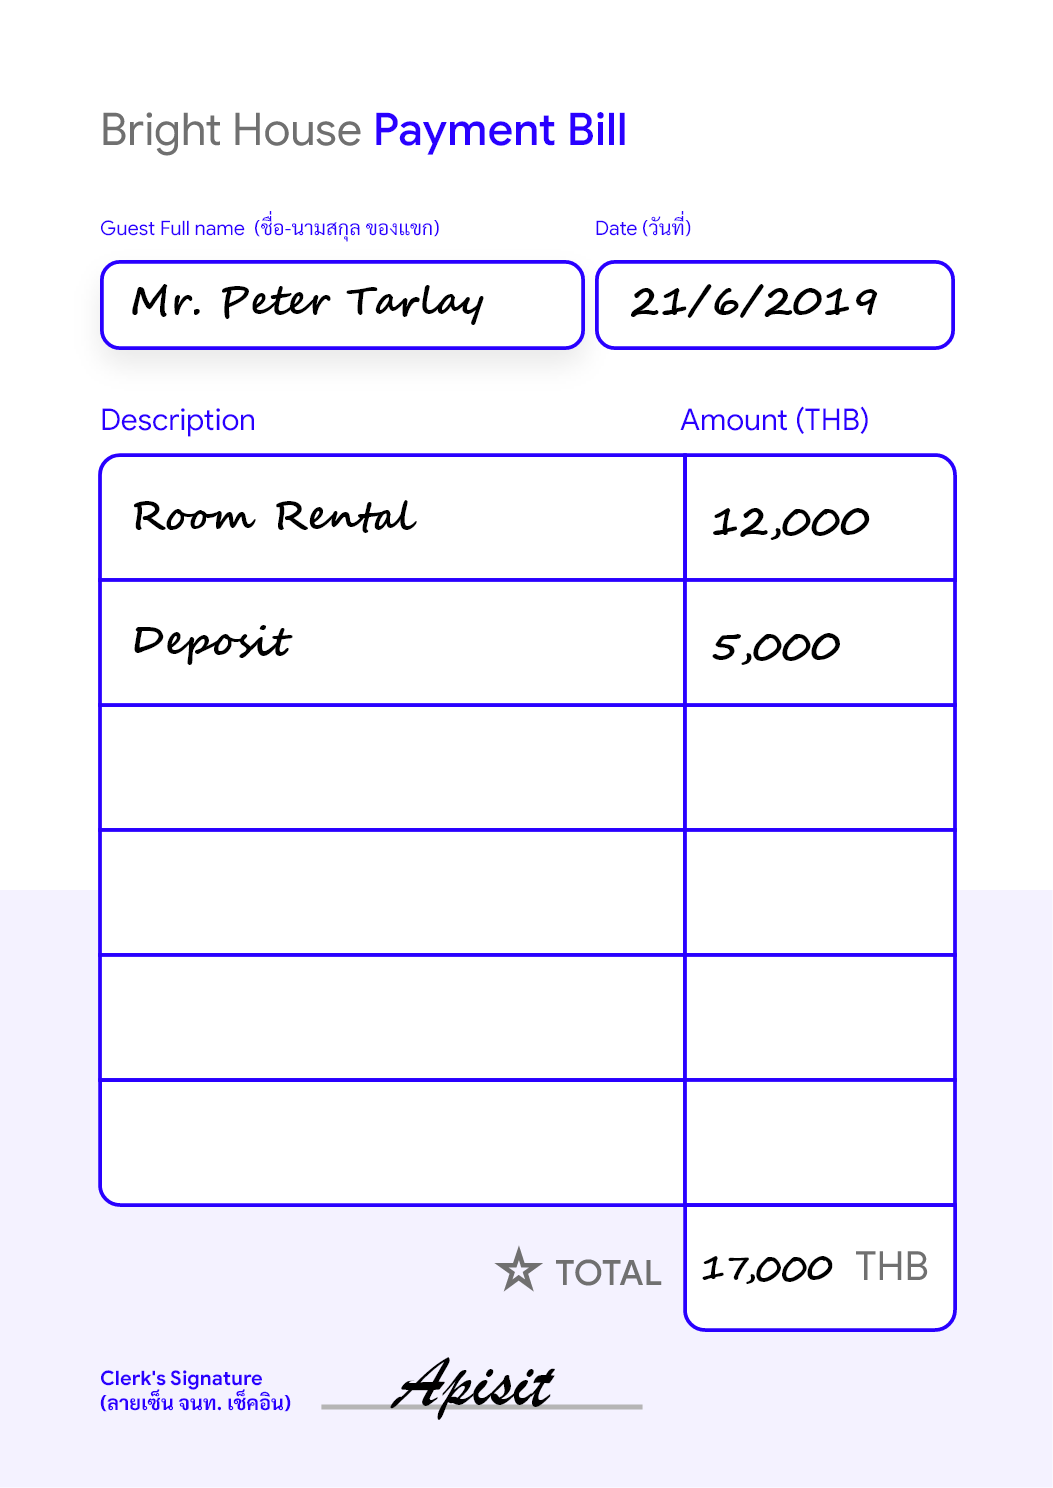 Bright House Payment Bill
Guest Full name (ชื่อ-นามสกุล ของแขก) Date (วันที่)
Mr. Peter Tarlay 21/6/2019
Description Amount (THB)
Room Rental 12,000
Deposit 5,000
TOTAL 17,000 THB
Clerk's Signature
(ลายเซ็น จนท. เช็คอิน) Apisit